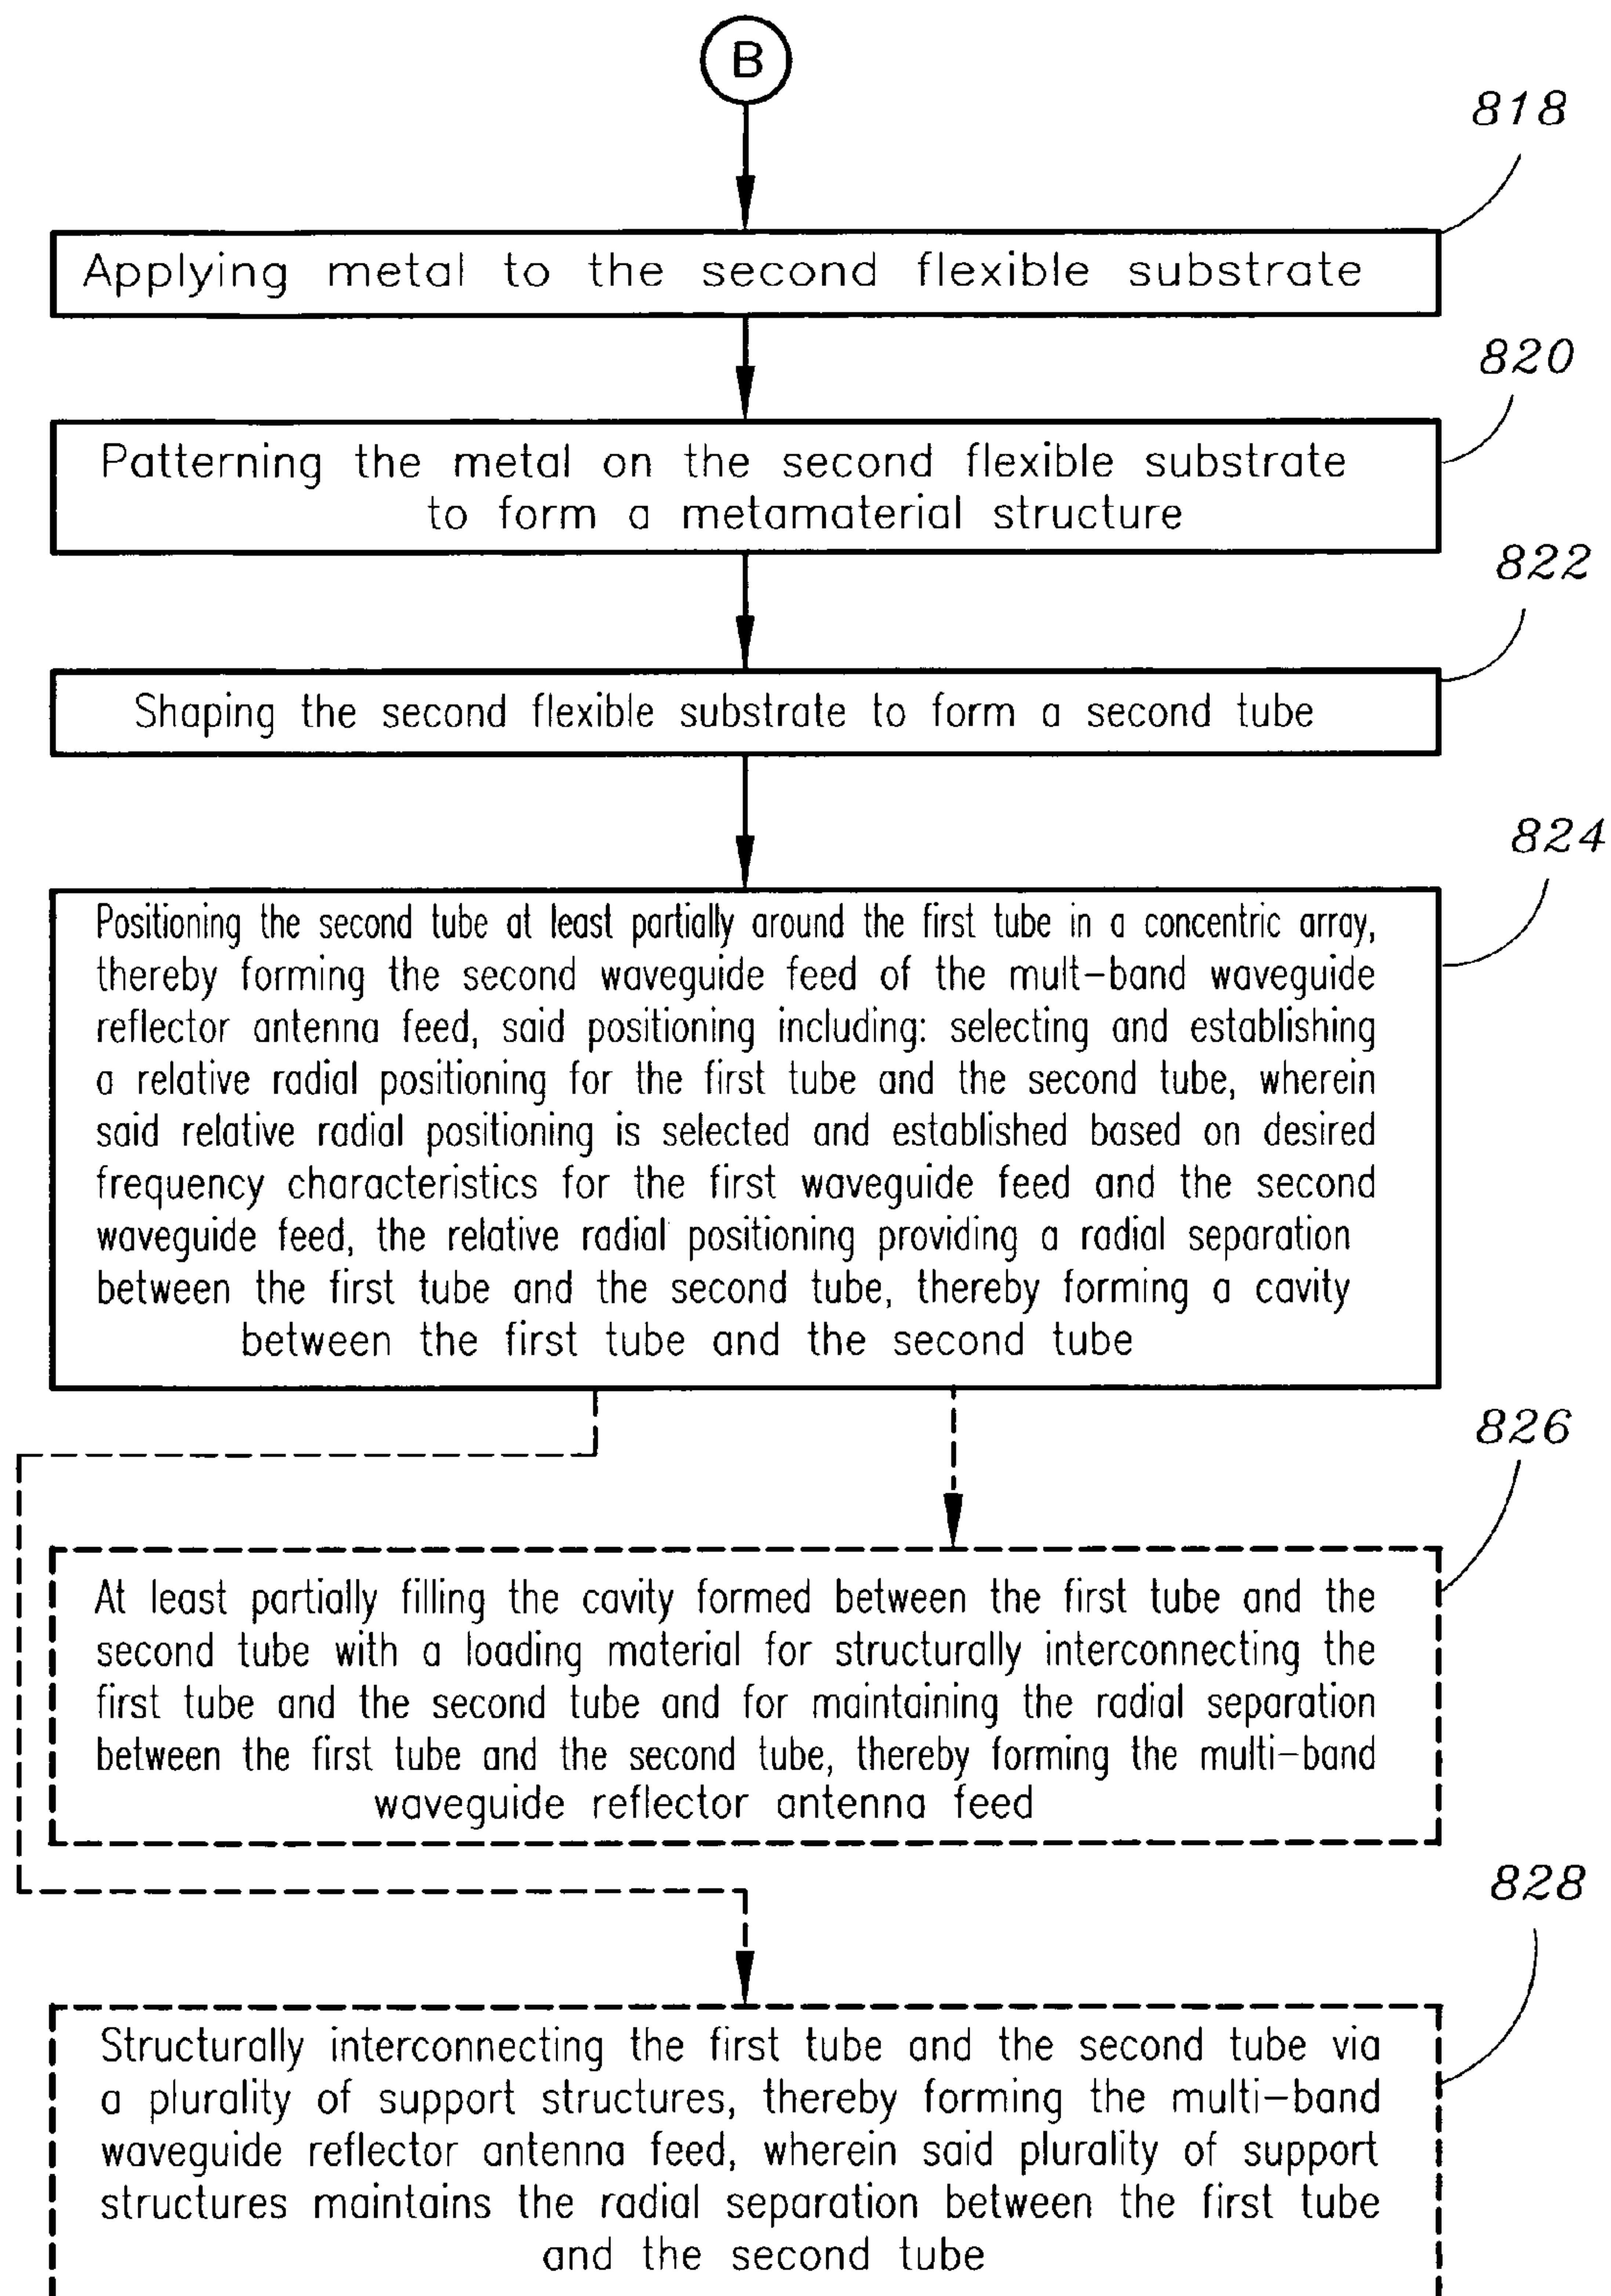 B
818
Applying metal to the second flexible substrate
820
Patterning the metal on the second flexible substrate
to form a metamaterial structure
822
Shaping the second flexible substrate to form a second tube
824
Positioning the second tube at least partially around the first tube in a concentric array,
thereby forming the second waveguide feed of the mult-band waveguide
reflector antenna feed, said positioning including: selecting and establishing
a relative radial positioning for the first tube and the second tube, wherein
said relative radial positioning is selected and established based on desired
frequency characteristics for the first waveguide feed and the second
waveguide feed, the relative radial positioning providing a radial separation
between the first tube and the second tube, thereby forming a cavity
between the first tube and the second tube
826
At least partially filling the cavity formed between the first tube and the
second tube with a loading material for structurally interconnecting the
first tube and the second tube and for maintaining the radial separation
between the first tube and the second tube, thereby forming the multi-band
waveguide reflector antenna feed
828
Structurally interconnecting the first tube and the second tube via
a plurality of support structures, thereby forming the multi-band
waveguide reflector antenna feed, wherein said plurality of support
structures maintains the radial separation between the first tube
and the second tube